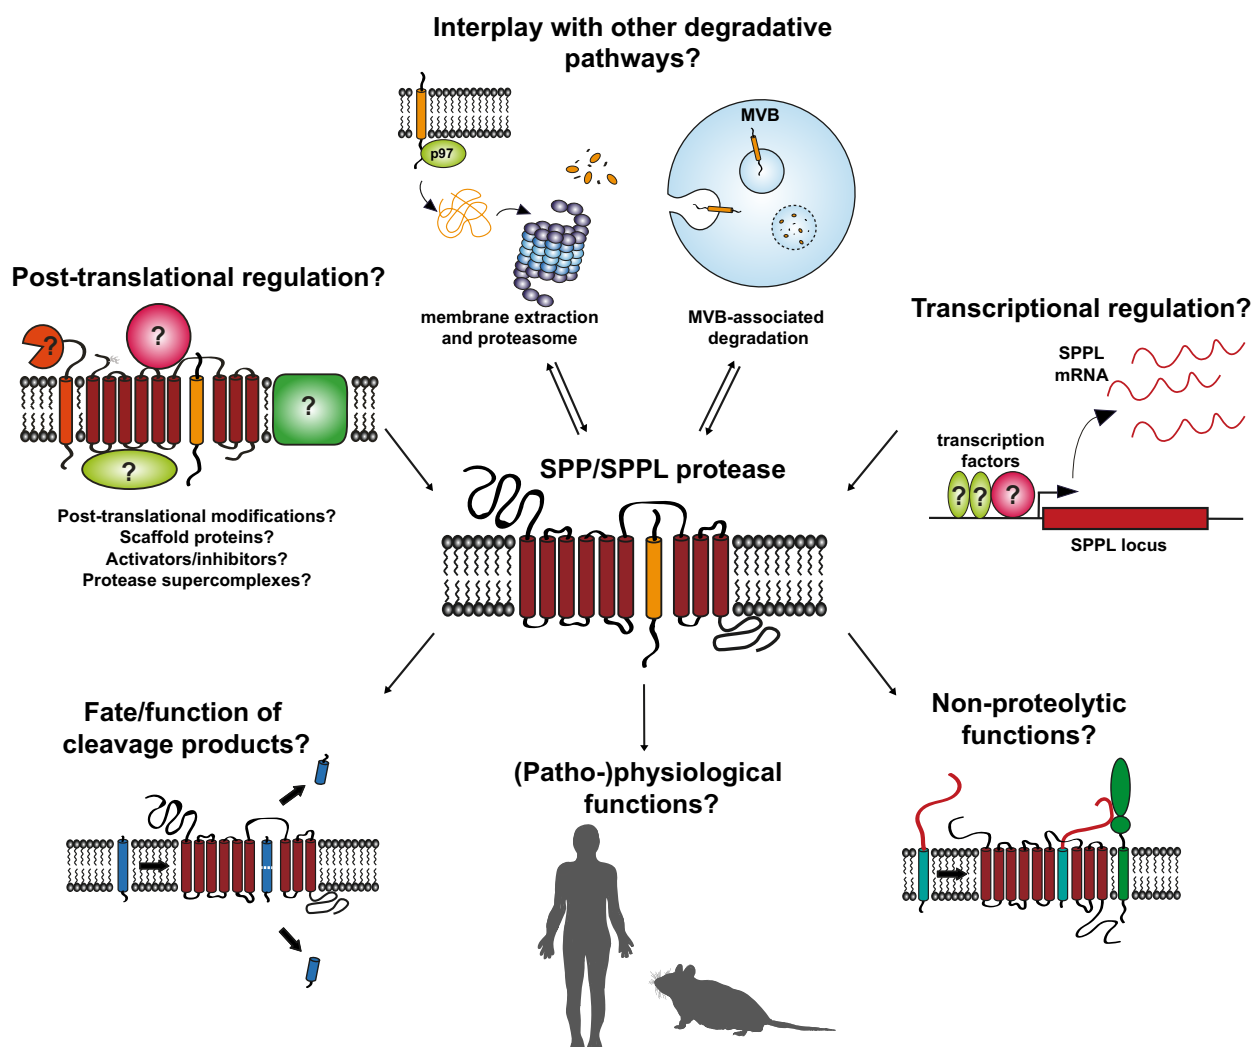 Interplay with other degradative
pathways?
p97
MVB
membrane extraction
and proteasome
MVB-associated
degradation
Post-translational regulation?
?
?
?
?
Post-translational modifications?
Scaffold proteins?
Activators/inhibitors?
Protease supercomplexes?
Transcriptional regulation?
SPPL
mRNA
transcription
factors
?
?
?
SPPL locus
SPP/SPPL protease
Fate/function of
cleavage products?
(Patho-)physiological
functions?
Non-proteolytic
functions?